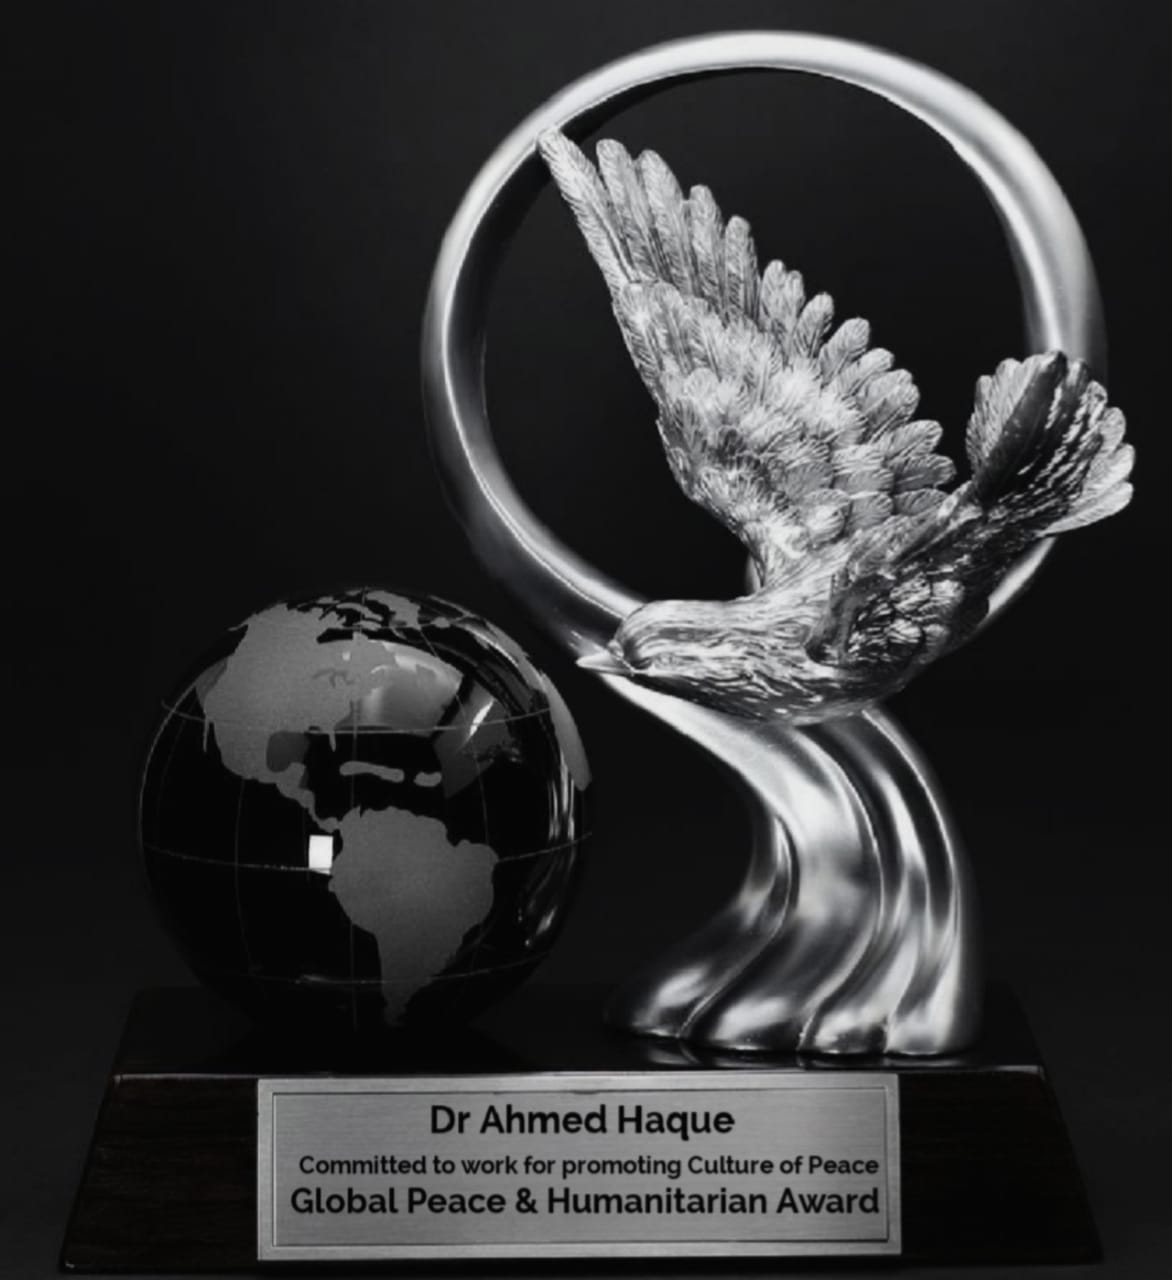 Dr Ahmed Haque
Committed to work for promoting Culture of Peace
Global Peace & Humanitarian Award